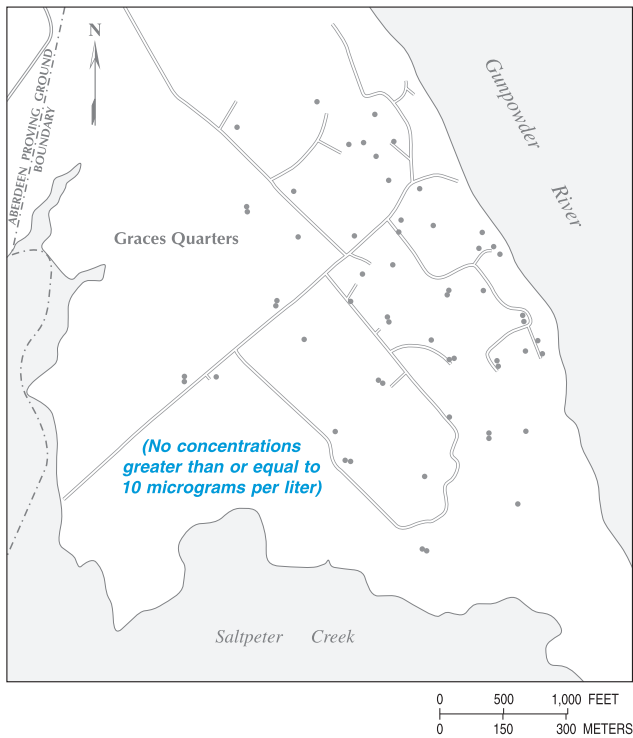 N
ABERDEEN PROVING GROUND
BOUNDARY
Gunpowder
River
Graces Quarters
(No concentrations
greater than or equal to
10 micrograms per liter)
Saltpeter Creek
0 500 1,000 FEET
0 150 300 METERS